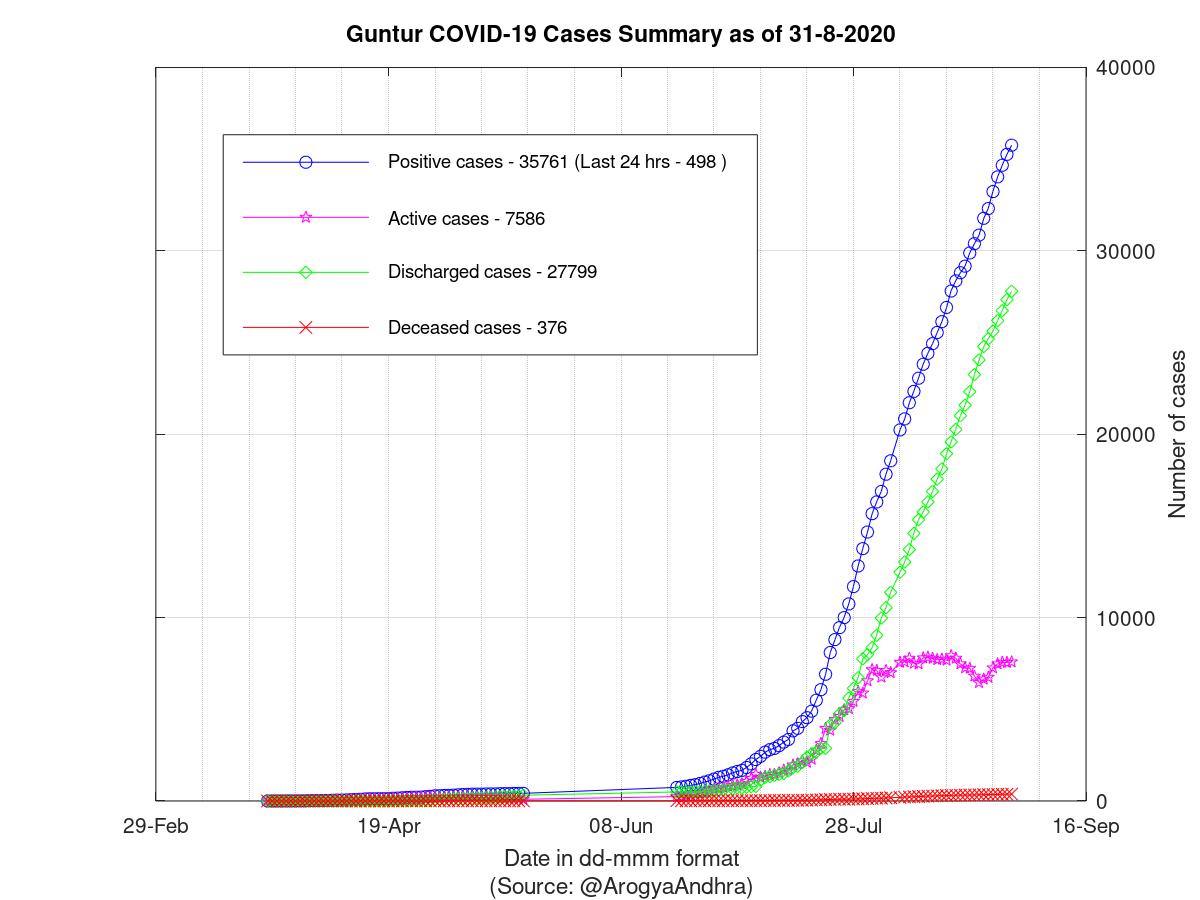 Guntur COVID-19 Cases Summary as of 31-8-2020
40000
30000
20000
10000
0
Number of cases
Positive cases - 35761 (Last 24 hrs - 498 )
Active cases - 7586
Discharged cases - 27799
Deceased cases - 376
29-Feb 19-Apr 08-Jun 28-Jul 16-Sep
Date in dd-mmm format
(Source: @ArogyaAndhra)